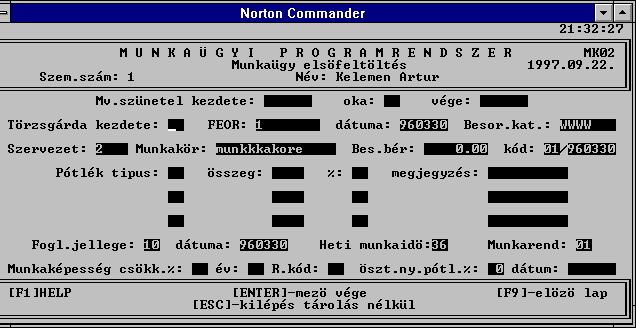 Norton Commander
21:32:27
MUNKAÜGYI PROGRAMRENDSZER MK02
Munkaügy elsöfeltöltés 1997.09.22.
Szem.szám: 1 Név: Kelemen Artur
Mv.szünetel kezdete: oka: vége:
Törzsgárda kezdete: FEOR: 1 dátuma: 960330 Besor.kat.: WWWW
Szervezet: 2 Munkakör: munkkkakore Bes.bér: 0.00 kód: 01/960330
Pótlék tipus: összeg: %: megjegyzés:
Fogl.jellege: 10 dátuma: 960330 Heti munkaidö:36 Munkarend: 01
Munkaképesség csökk.%: év: R.kód: öszt.ny.pótl.%: 0 dátum:
[F1]HELP [ENTER]-mezö vége [F9]-elözö lap
[ESC]-kilépés tárolás nélkül